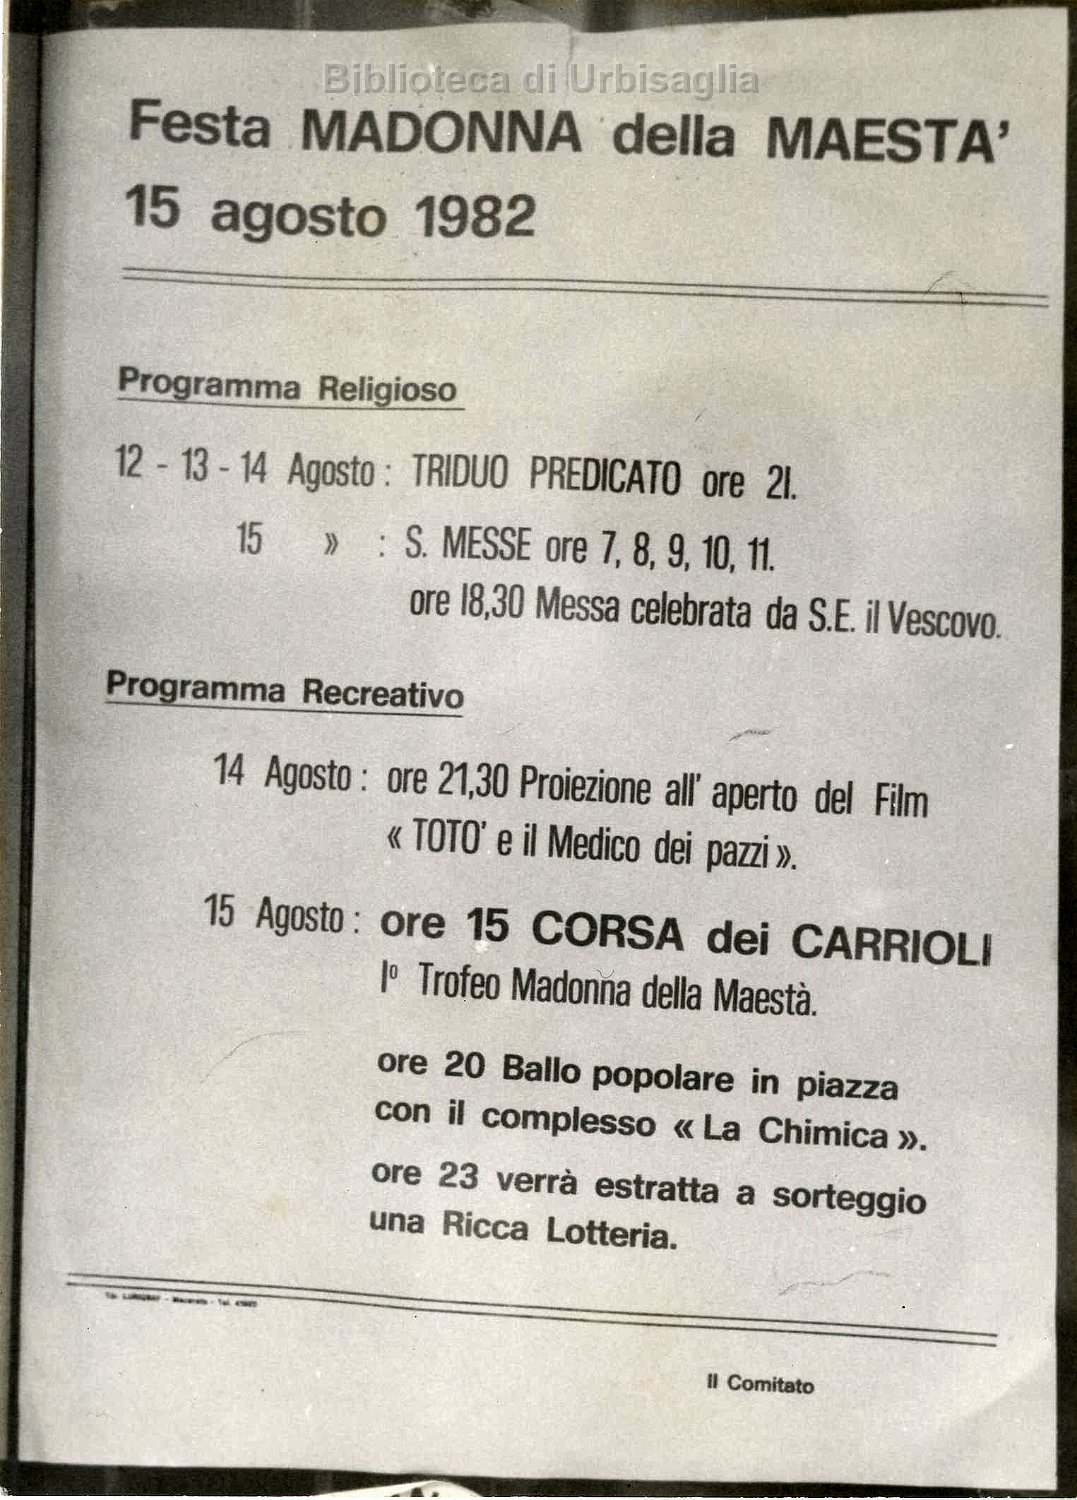 Biblioteca di Urbisaglia
Festa MADONNA della MAESTA'
15 agosto 1982
Programma Religioso
12 - 13 - 14 Agosto : TRIDUO PREDICATO ore 21.
15 » : S. MESSE ore 7, 8, 9, 10, 11.
ore 18,30 Messa celebrata da S.E. il Vescovo.
Programma Recreativo
14 Agosto : ore 21,30 Proiezione all' aperto del Film
« TOTO' e il Medico dei pazzi ».
15 Agosto : ore 15 CORSA dei CARRIOLI
1º Trofeo Madonna della Maestà.
ore 20 Ballo popolare in piazza
con il complesso « La Chimica ».
ore 23 verrà estratta a sorteggio
una Ricca Lotteria.
Macerata - Tel.
Il Comitato